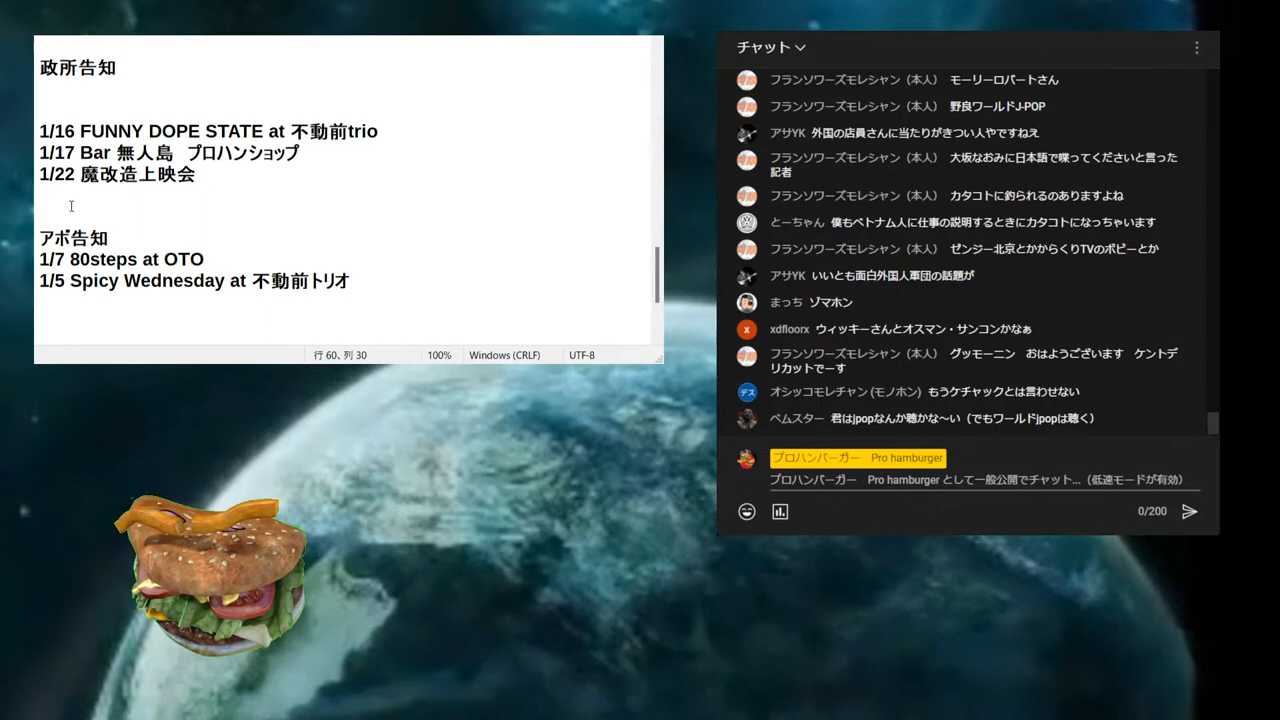 政所告知
1/16 FUNNY DOPE STATE at 不動前trio
1/17 Bar 無人島　プロハンショップ
1/22 魔改造上映会
アボ告知
1/7 80steps at OTO
1/5 Spicy Wednesday at 不動前トリオ
行 60、列 30
100%
Windows (CRLF)
UTF-8
チャット
フランソワーズモレシャン（本人） モーリーロバートさん
フランソワーズモレシャン（本人） 野良ワールドJ-POP
アサYK 外国の店員さんに当たりがきつい人やですねえ
フランソワーズモレシャン（本人） 大坂なおみに日本語で喋ってくださいと言った
記者
フランソワーズモレシャン（本人） カタコトに釣られるのありますよね
とーちゃん 僕もベトナム人に仕事の説明するときにカタコトになっちゃいます
フランソワーズモレシャン（本人） ゼンジー北京とかからくりTVのボビーとか
アサYK いいとも面白外国人軍団の話題が
まっち ゾマホン
x
xdfloorx ウィッキーさんとオスマン・サンコンかなぁ
フランソワーズモレシャン（本人） グッモーニン　おはようございます　ケントデ
リカットでーす
デス
オシッコモレチャン (モノホン) もうケチャックとは言わせない
ベムスター 君はjpopなんか聴かな〜い（でもワールドjpopは聴く）
プロハンバーガー　Pro hamburger
プロハンバーガー　Pro hamburger として一般公開でチャット...（低速モードが有効）
0/200